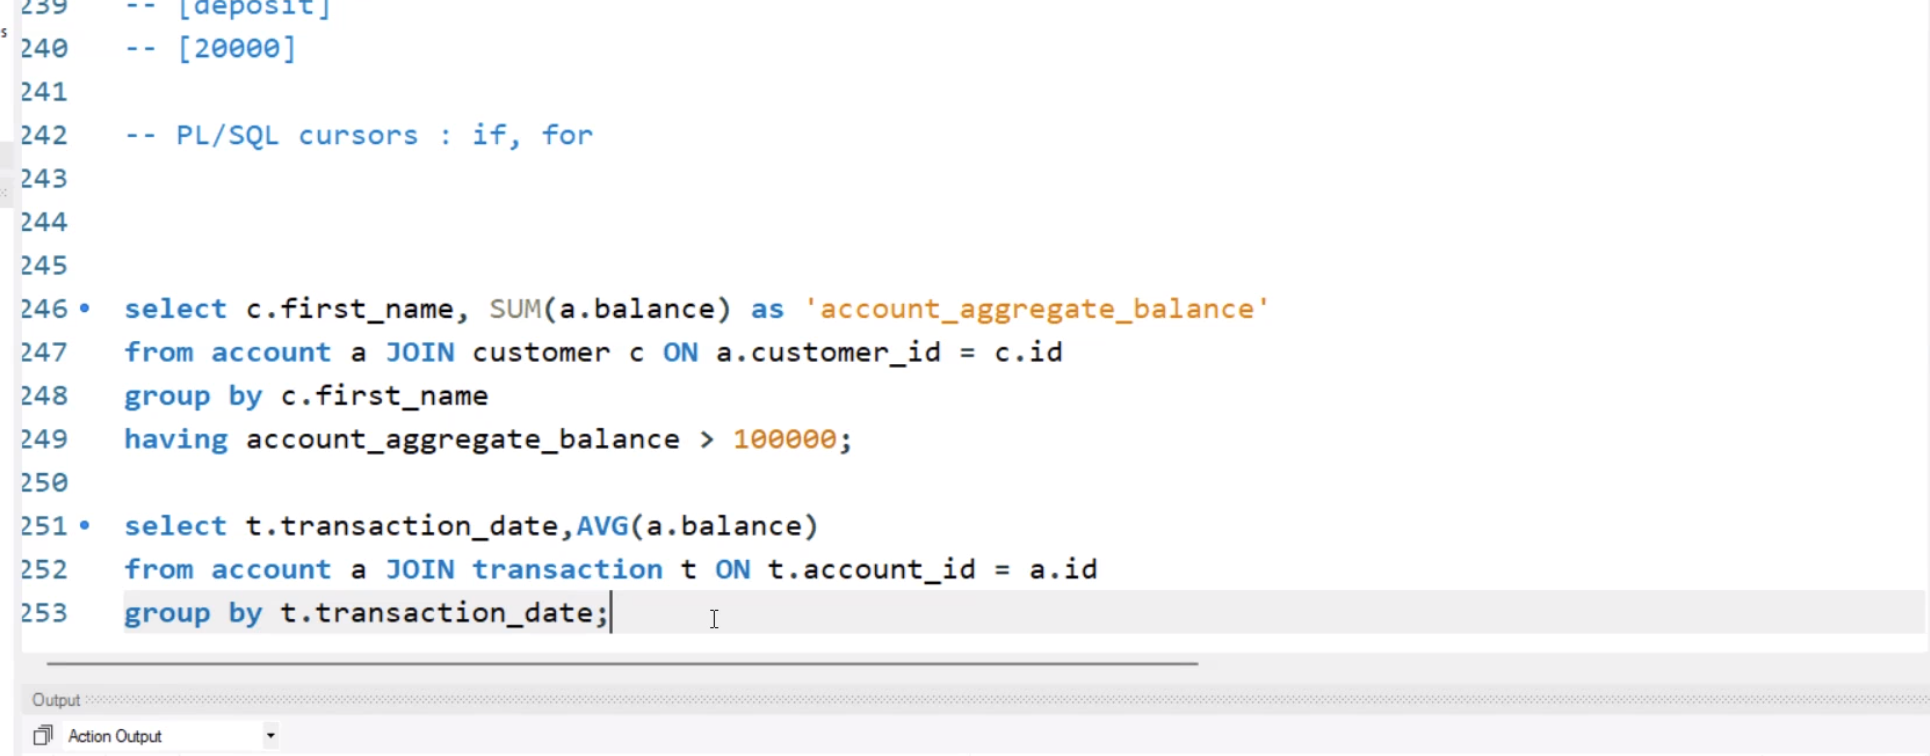 239 -- [deposit]
240 -- [20000]
241
242 -- PL/SQL cursors : if, for
243
244
245
246 select c.first_name, SUM(a.balance) as 'account_aggregate_balance'
247 from account a JOIN customer c ON a.customer_id = c.id
248 group by c.first_name
249 having account_aggregate_balance > 100000;
250
251 select t.transaction_date,AVG(a.balance)
252 from account a JOIN transaction t ON t.account_id = a.id
253 group by t.transaction_date;
Output
Action Output